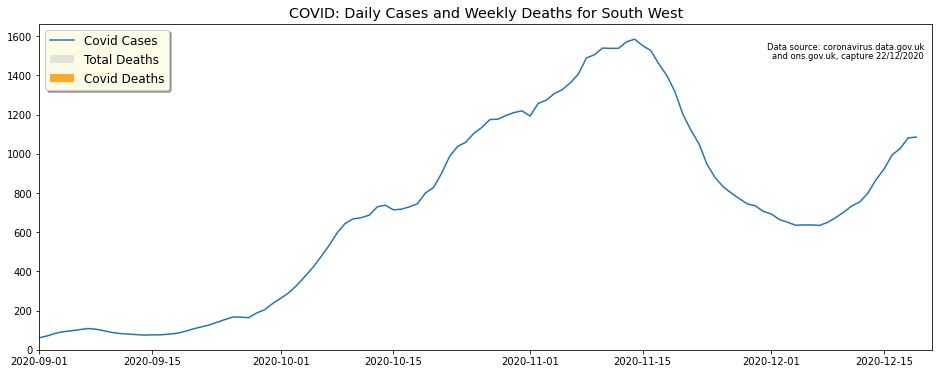 COVID: Daily Cases and Weekly Deaths for South West
Covid Cases
Total Deaths
Covid Deaths
Data source: coronavirus.data.gov.uk
and ons.gov.uk, capture 22/12/2020
1600
1400
1200
1000
800
600
400
200
0
2020-09-01 2020-09-15 2020-10-01 2020-10-15 2020-11-01 2020-11-15 2020-12-01 2020-12-15